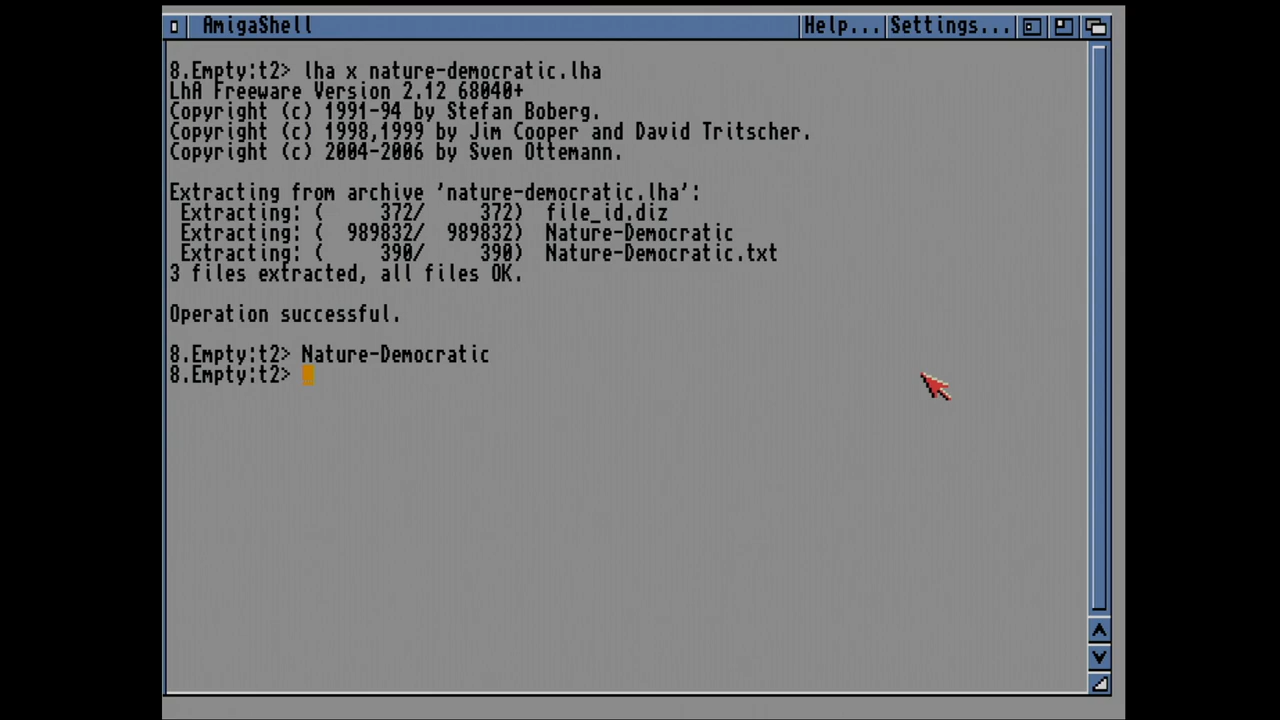 AmigaShell Help... Settings...
8.Empty:t2> lha x nature-democratic.lha
LhA Freeware Version 2.12 68040+
Copyright (c) 1991-94 by Stefan Boberg.
Copyright (c) 1998,1999 by Jim Cooper and David Tritscher.
Copyright (c) 2004-2006 by Sven Ottemann.
Extracting from archive 'nature-democratic.lha':
Extracting: (     372/     372)  file_id.diz
Extracting: (  989832/  989832)  Nature-Democratic
Extracting: (     390/     390)  Nature-Democratic.txt
3 files extracted, all files OK.
Operation successful.
8.Empty:t2> Nature-Democratic
8.Empty:t2>